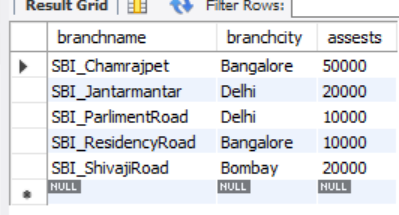 Result Grid Filter Rows:
branchname branchcity assests
SBI_Chamrajpet Bangalore 50000
SBI_Jantarmantar Delhi 20000
SBI_ParlimentRoad Delhi 10000
SBI_ResidencyRoad Bangalore 10000
SBI_ShivajiRoad Bombay 20000
NULL NULL NULL